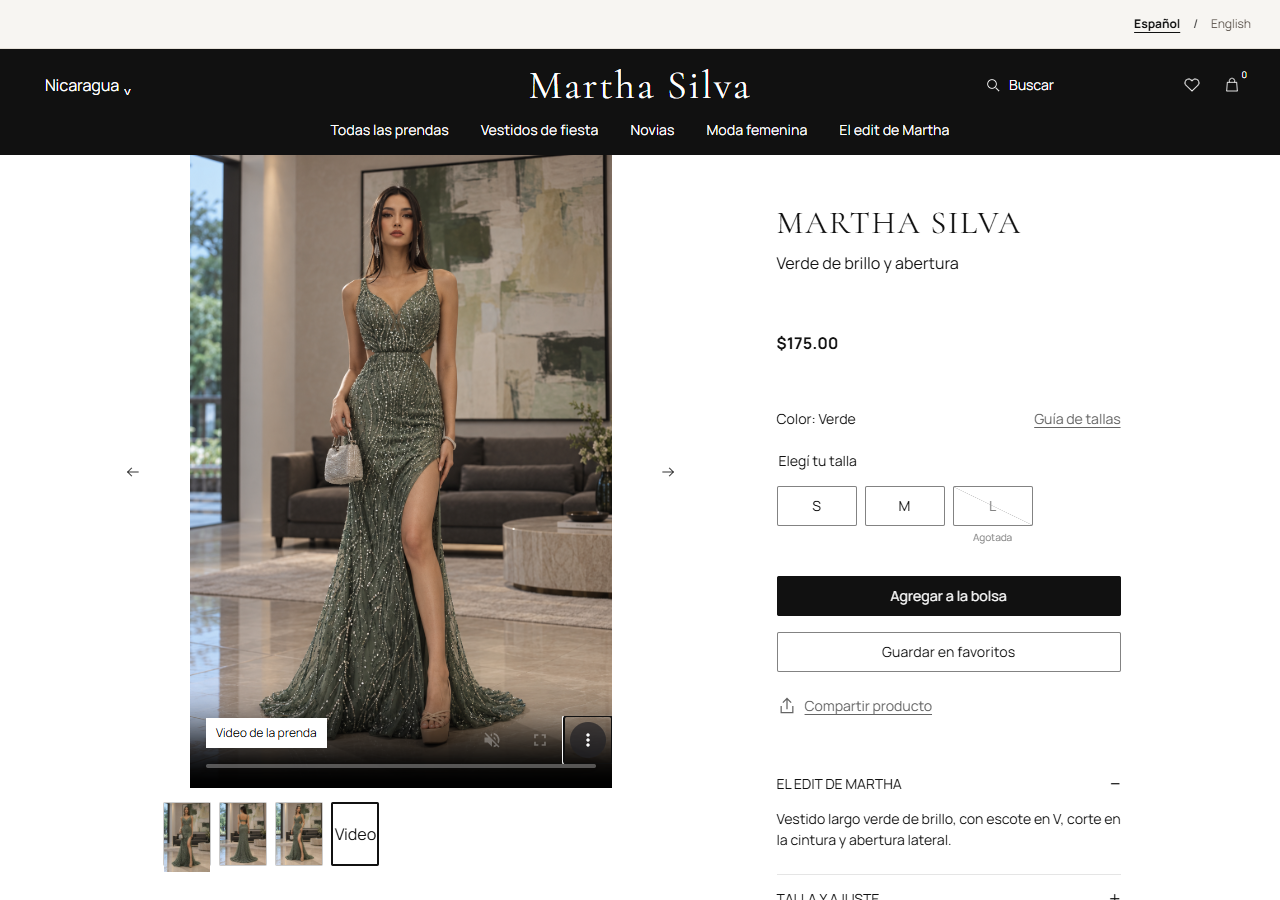 Español / English
Nicaragua v
Martha Silva
Buscar
0
Todas las prendas Vestidos de fiesta Novias Moda femenina El edit de Martha
MARTHA SILVA
Verde de brillo y abertura
$175.00
Color: Verde
Guía de tallas
Elegí tu talla
S M L
Agotada
Agregar a la bolsa
Guardar en favoritos
Compartir producto
Video de la prenda
Video
EL EDIT DE MARTHA
Vestido largo verde de brillo, con escote en V, corte en
la cintura y abertura lateral.
TALLA Y AJUSTE